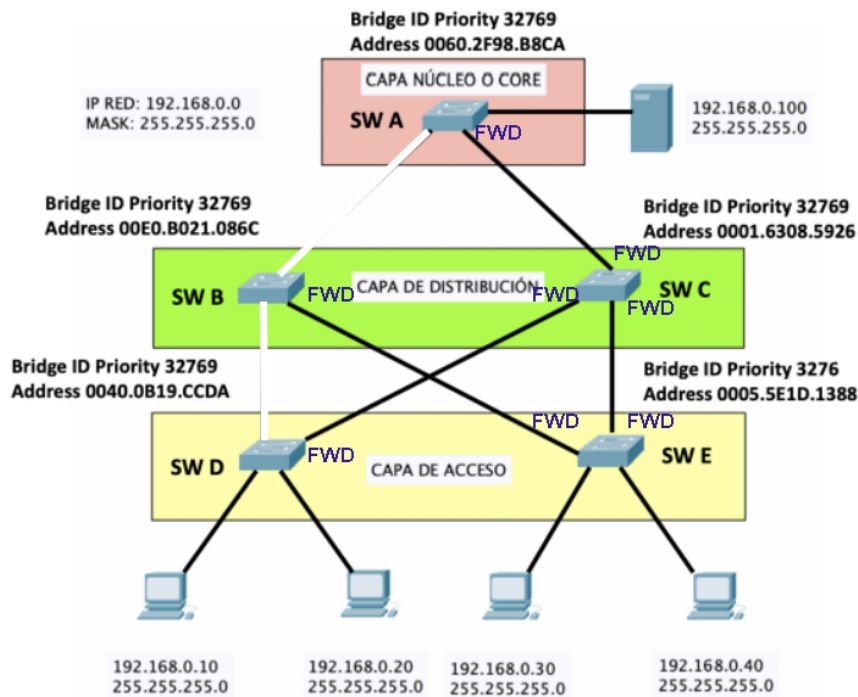 Bridge ID Priority 32769
Address 0060.2F98.B8CA
CAPA NÚCLEO O CORE
IP RED: 192.168.0.0
MASK: 255.255.255.0
SW A
FWD
192.168.0.100
255.255.255.0
Bridge ID Priority 32769
Address 00E0.B021.086C
Bridge ID Priority 32769
Address 0001.6308.5926
FWD
SW B
FWD
CAPA DE DISTRIBUCIÓN
FWD
SW C
FWD
Bridge ID Priority 32769
Address 0040.0B19.CCDA
Bridge ID Priority 3276
Address 0005.5E1D.1388
FWD
FWD
SW D
FWD
CAPA DE ACCESO
SW E
192.168.0.10
255.255.255.0
192.168.0.20
255.255.255.0
192.168.0.30
255.255.255.0
192.168.0.40
255.255.255.0